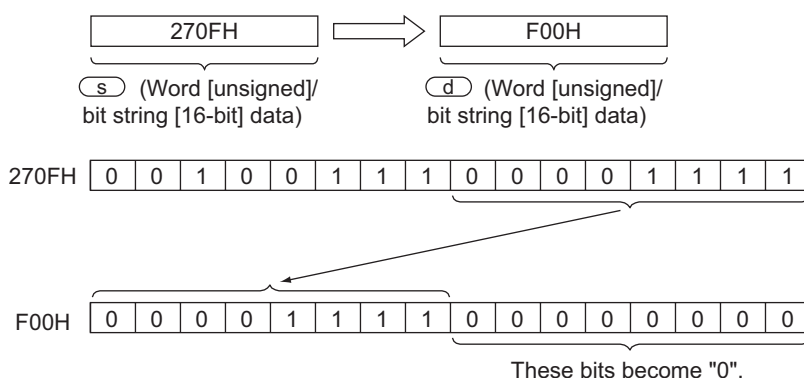 270FH F00H
s (Word [unsigned]/ d (Word [unsigned]/
bit string [16-bit] data) bit string [16-bit] data)
270FH 0 0 1 0 0 1 1 1 0 0 0 0 1 1 1 1
F00H 0 0 0 0 1 1 1 1 0 0 0 0 0 0 0 0
These bits become "0".